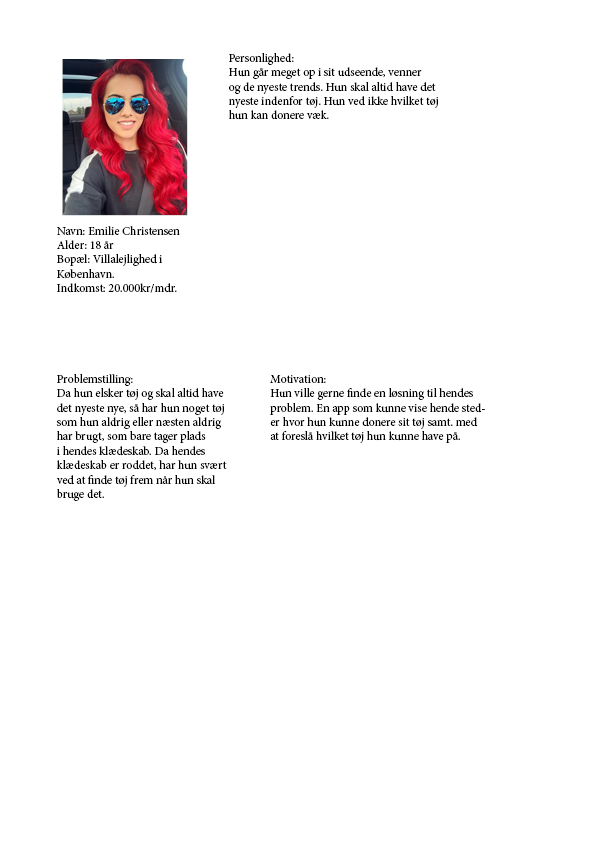 Personlighed:
Hun går meget op i sit udseende, venner
og de nyeste trends. Hun skal altid have det
nyeste indenfor tøj. Hun ved ikke hvilket tøj
hun kan donere væk.
Navn: Emilie Christensen
Alder: 18 år
Bopæl: Villalejlighed i
København.
Indkomst: 20.000kr/mdr.
Problemstilling:
Da hun elsker tøj og skal altid have
det nyeste nye, så har hun noget tøj
som hun aldrig eller næsten aldrig
har brugt, som bare tager plads
i hendes klædeskab. Da hendes
klædeskab er roddet, har hun svært
ved at finde tøj frem når hun skal
bruge det.
Motivation:
Hun ville gerne finde en løsning til hendes
problem. En app som kunne vise hende sted-
er hvor hun kunne donere sit tøj samt. med
at foreslå hvilket tøj hun kunne have på.